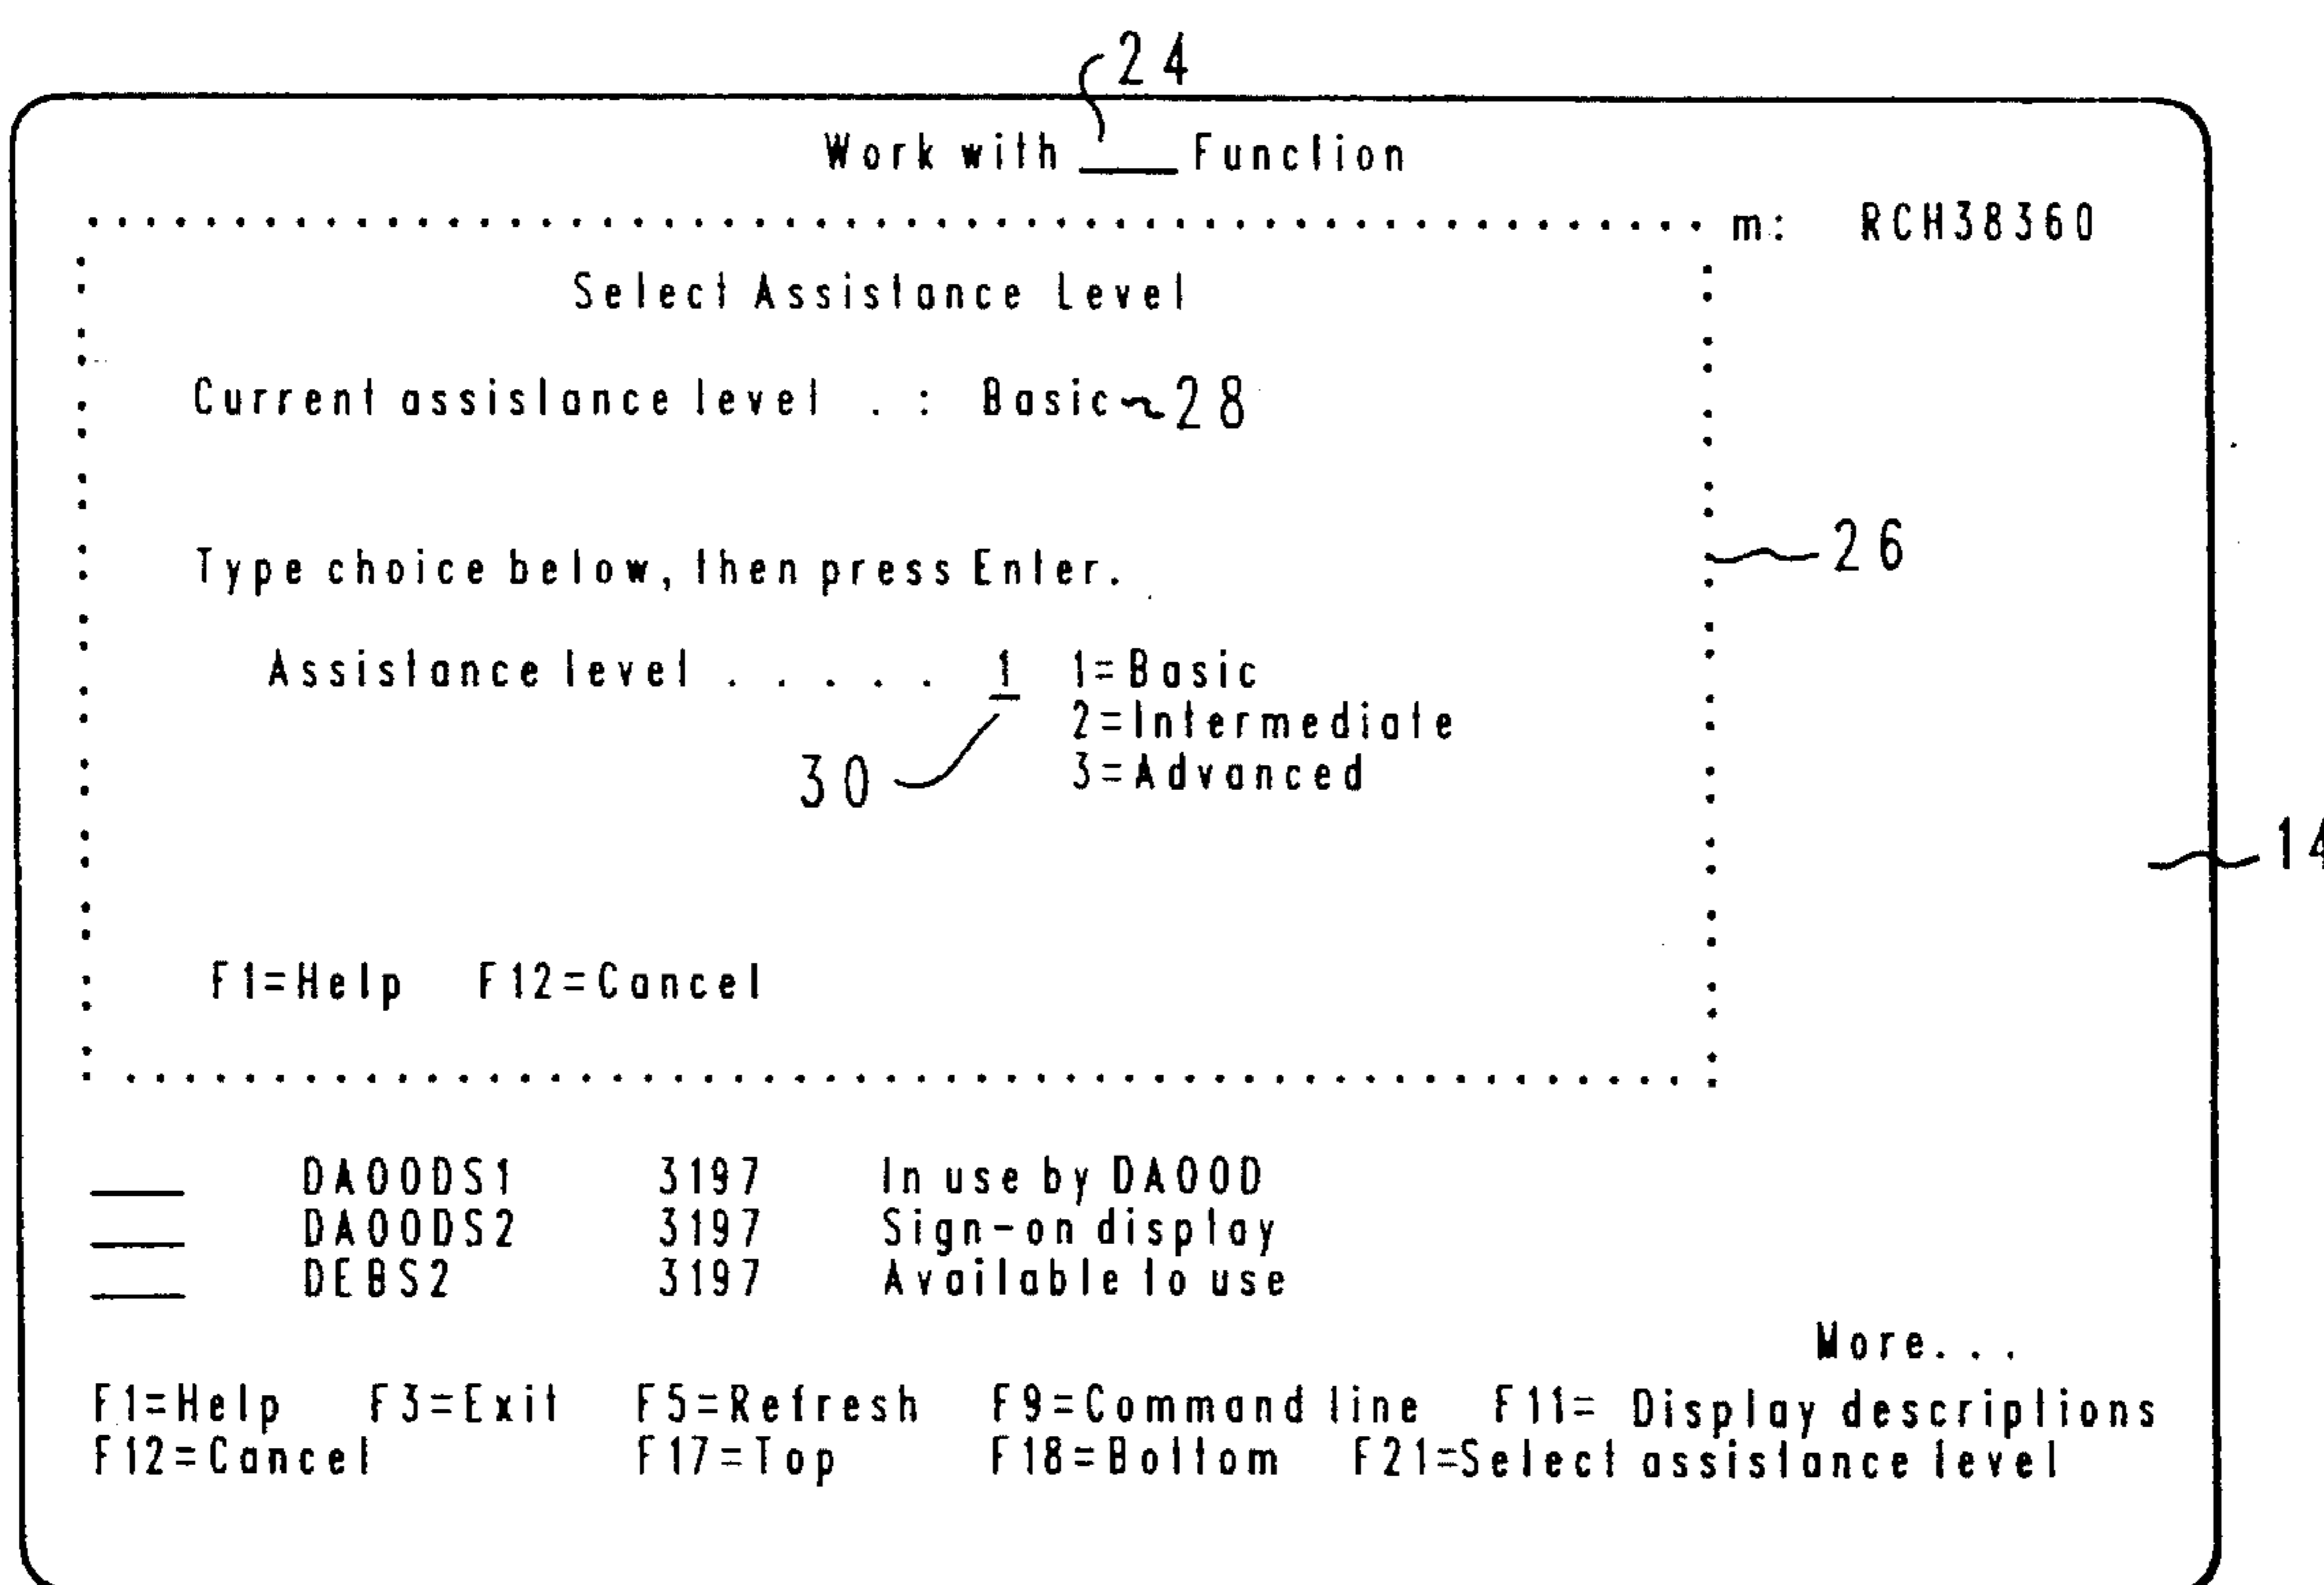 24
Work with ____ Function
m: RCH38360
Select Assistance Level
Current assistance level . : Basic 28
Type choice below, then press Enter.
26
Assistance level . . . . . 1 1=Basic
2=Intermediate
30 3=Advanced
14
F1=Help F12=Cancel
___ DA00DS1 3197 In use by DA00D
___ DA00DS2 3197 Sign-on display
___ DEBS2 3197 Available to use
More...
F1=Help F3=Exit F5=Refresh F9=Command line F11= Display descriptions
F12=Cancel F17=Top F18=Bottom F21=Select assistance level